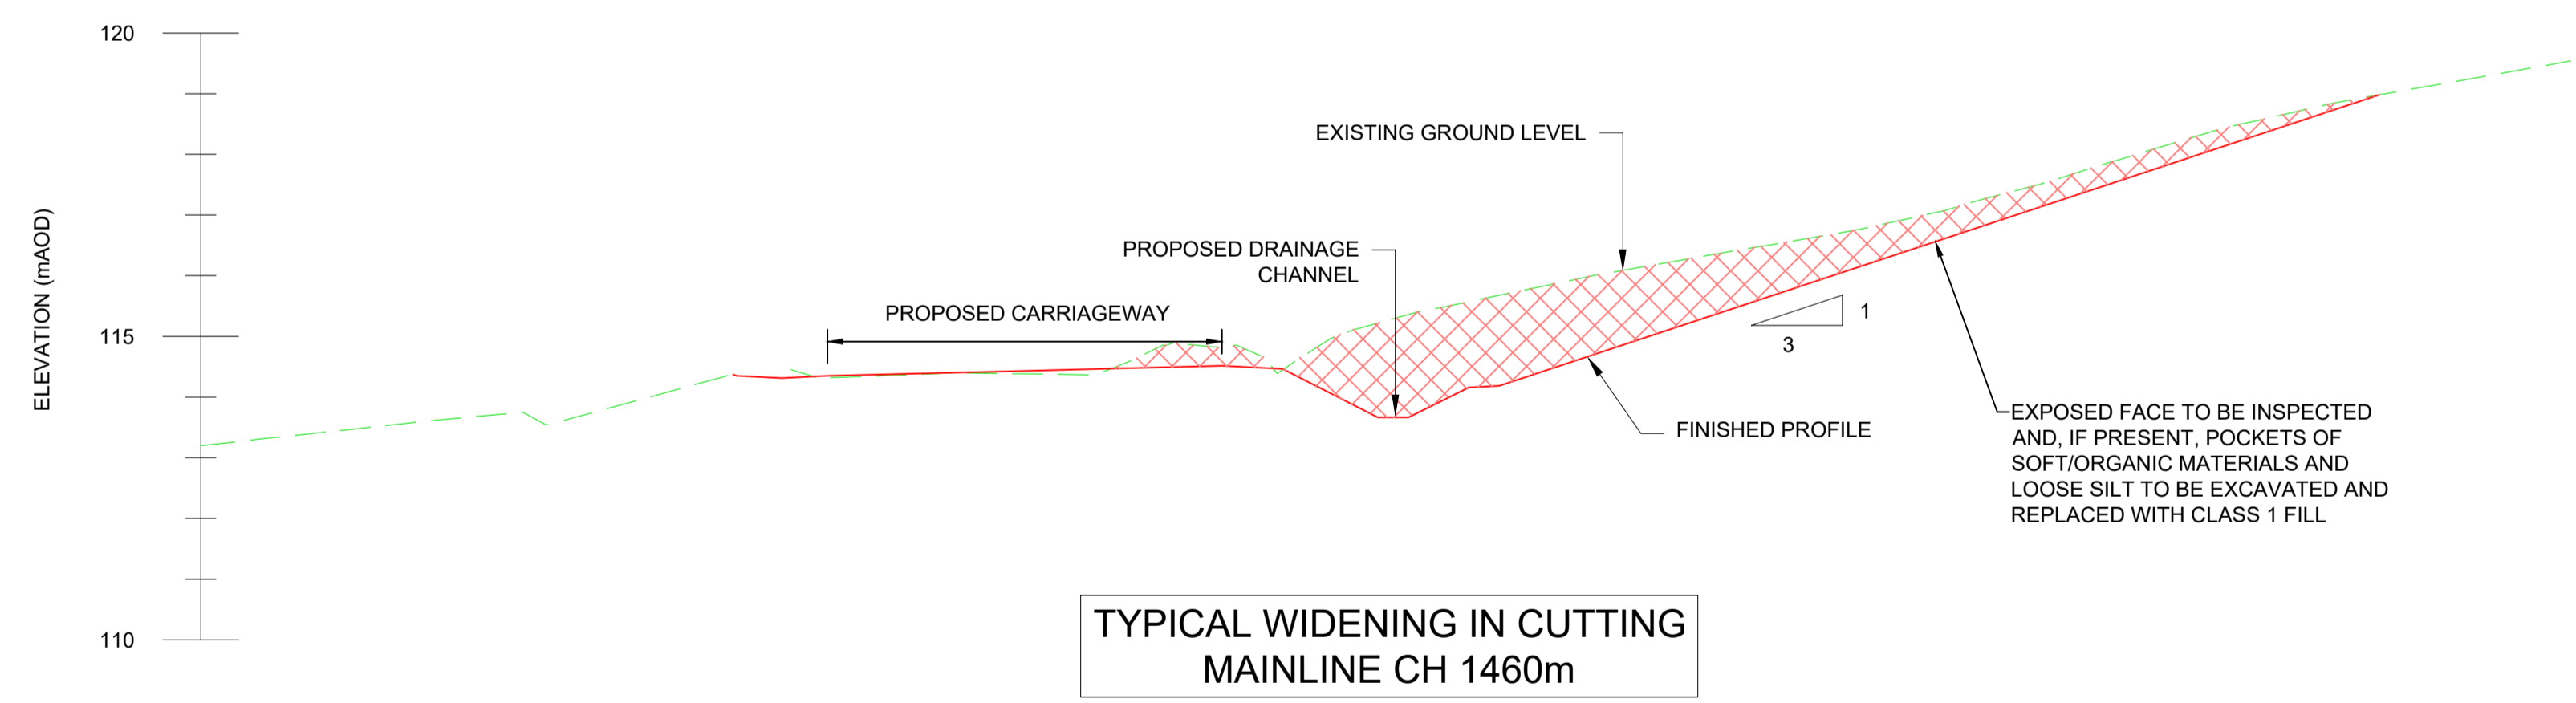 120
EXISTING GROUND LEVEL
PROPOSED DRAINAGE
CHANNEL
PROPOSED CARRIAGEWAY
1
3
115
ELEVATION (mAOD)
FINISHED PROFILE
EXPOSED FACE TO BE INSPECTED
AND, IF PRESENT, POCKETS OF
SOFT/ORGANIC MATERIALS AND
LOOSE SILT TO BE EXCAVATED AND
REPLACED WITH CLASS 1 FILL
110
TYPICAL WIDENING IN CUTTING
MAINLINE CH 1460m